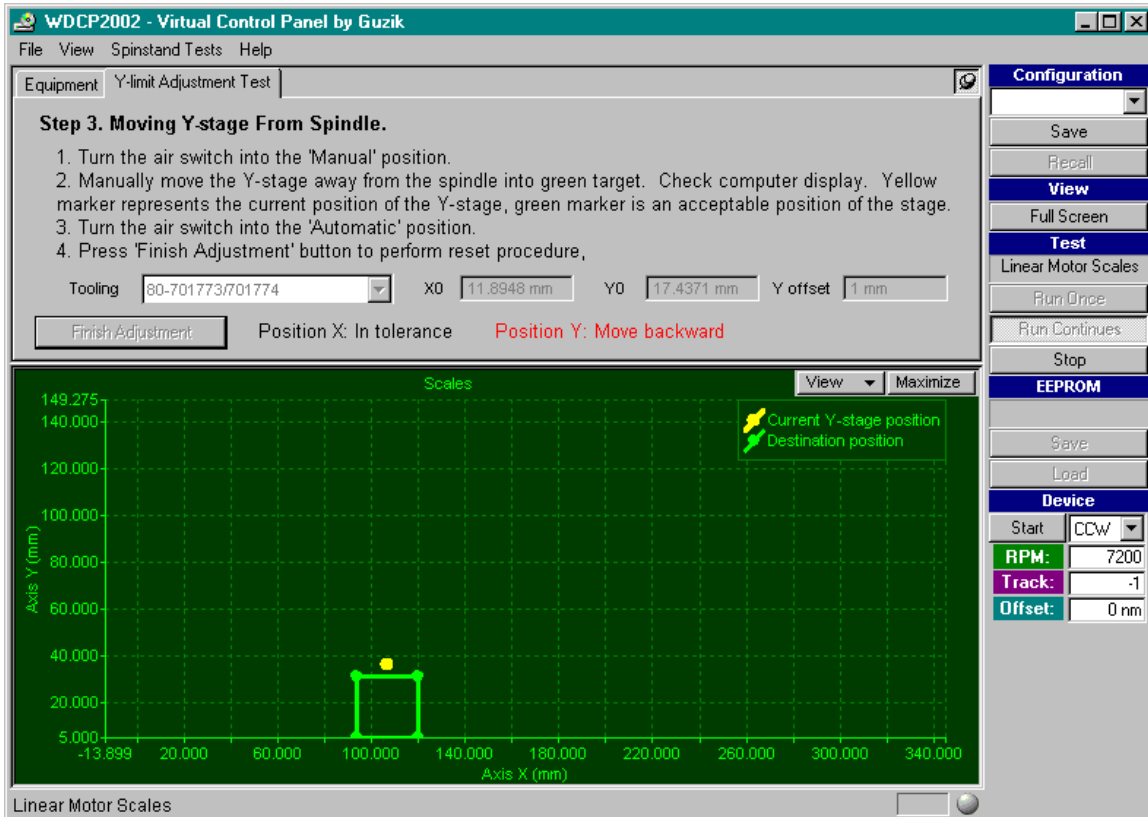 WDCP2002 - Virtual Control Panel by Guzik
File View Spinstand Tests Help
Equipment Y-limit Adjustment Test
Step 3. Moving Y-stage From Spindle.
1. Turn the air switch into the 'Manual' position.
2. Manually move the Y-stage away from the spindle into green target. Check computer display. Yellow
marker represents the current position of the Y-stage, green marker is an acceptable position of the stage.
3. Turn the air switch into the 'Automatic' position.
4. Press 'Finish Adjustment' button to perform reset procedure,
Tooling 80-701773/701774 X0 11.8948 mm Y0 17.4371 mm Y offset 1 mm
Finish Adjustment Position X: In tolerance Position Y: Move backward
Scales View Maximize
Current Y-stage position
Destination position
149.275
140.000
120.000
100.000
80.000
60.000
40.000
20.000
5.000
Axis Y (mm)
-13.899 20.000 60.000 100.000 140.000 180.000 220.000 260.000 300.000 340.000
Axis X (mm)
Linear Motor Scales
Configuration
Save
Recall
View
Full Screen
Test
Linear Motor Scales
Run Once
Run Continues
Stop
EEPROM
Save
Load
Device
Start CCW
RPM: 7200
Track: -1
Offset: 0 nm